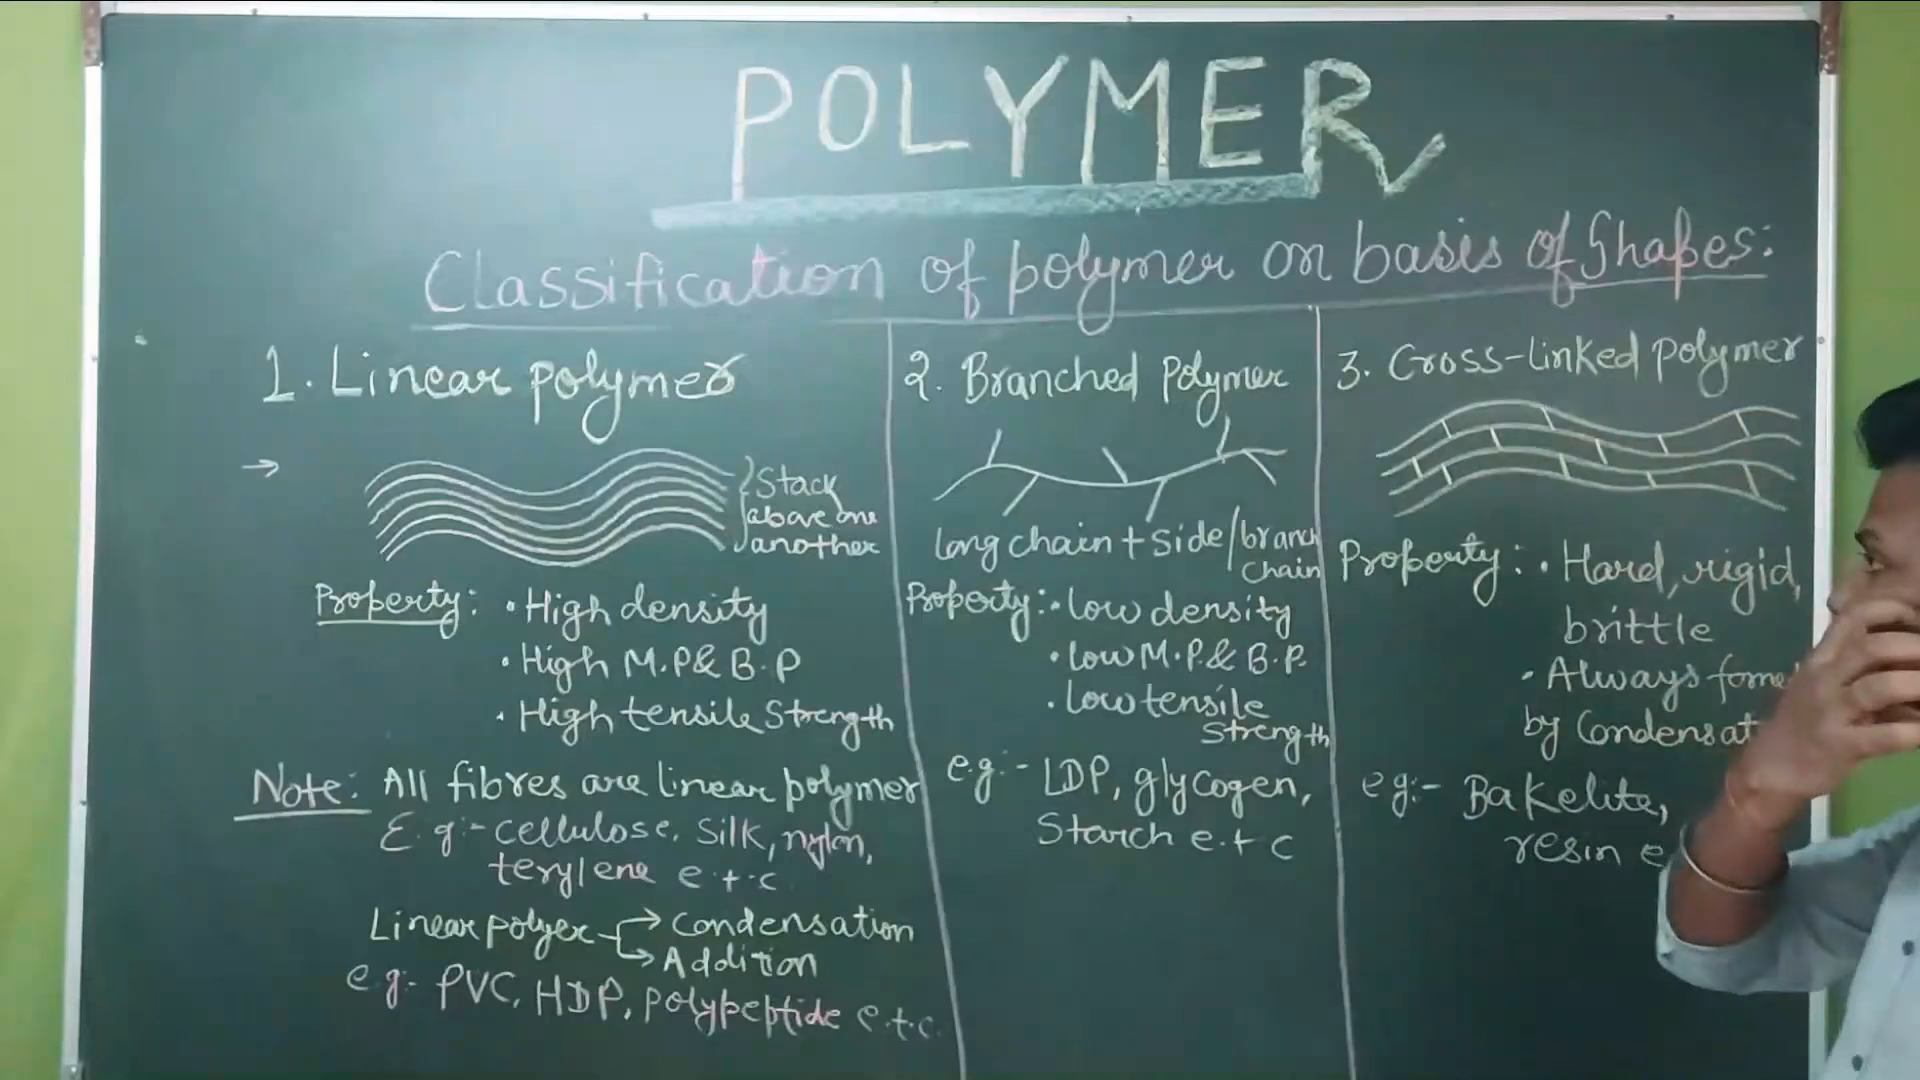 POLYMER
Classification of polymer on basis of Shapes:
1. Linear polymer
→
} Stack
above one
another
Property: • High density
• High M.P & B.P
• High tensile Strength
Note: All fibres are linear polymer
E.g:- cellulose, silk, nylon,
terylene e.t.c
Linear polyer → Condensation
→ Addition
e.g:- PVC, HDP, polypeptide e.t.c.
2. Branched Polymer
Long chain + side/branch
chain
Property: • low density
• low M.P. & B.P.
• low tensile
strength
e.g:- LDP, glycogen,
Starch e.t c
3. Cross-linked polymer
Property: • Hard, rigid,
brittle
• Always
by
eg:- Bakelite,
resin